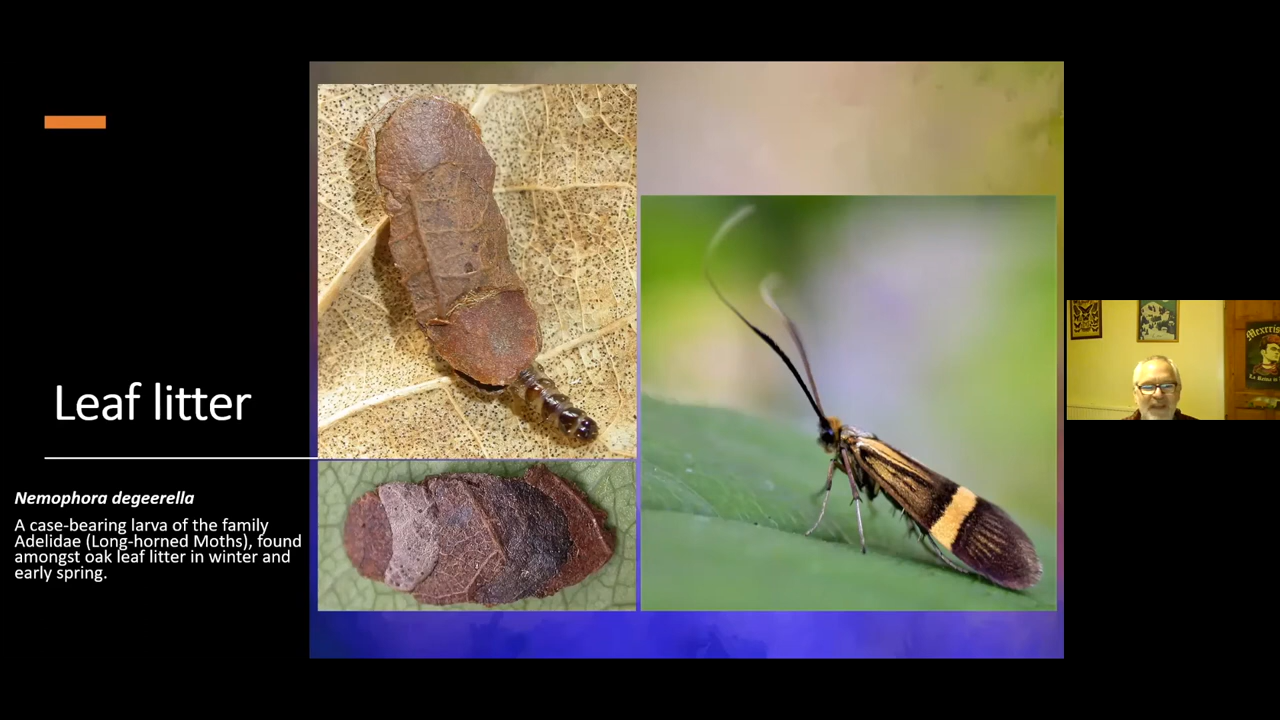 Leaf litter
Nemophora degeerella
A case-bearing larva of the family
Adelidae (Long-horned Moths), found
amongst oak leaf litter in winter and
early spring.